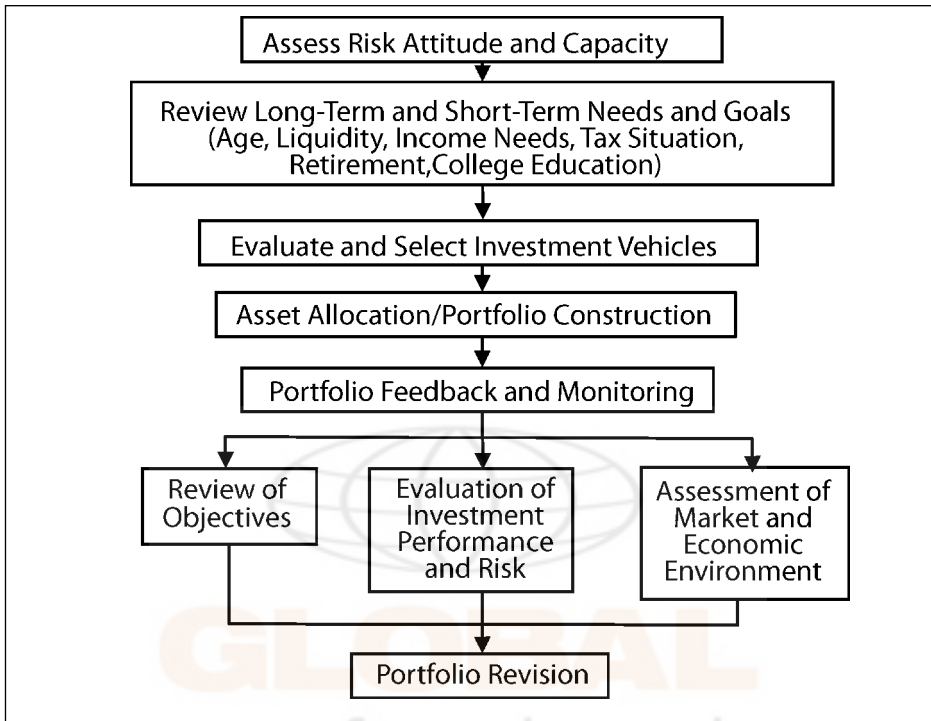 Assess Risk Attitude and Capacity
Review Long-Term and Short-Term Needs and Goals
(Age, Liquidity, Income Needs, Tax Situation,
Retirement,College Education)
Evaluate and Select Investment Vehicles
Asset Allocation/Portfolio Construction
Portfolio Feedback and Monitoring
Review of
Objectives
Evaluation of
Investment
Performance
and Risk
Assessment of
Market and
Economic
Environment
GLOBAL
Portfolio Revision